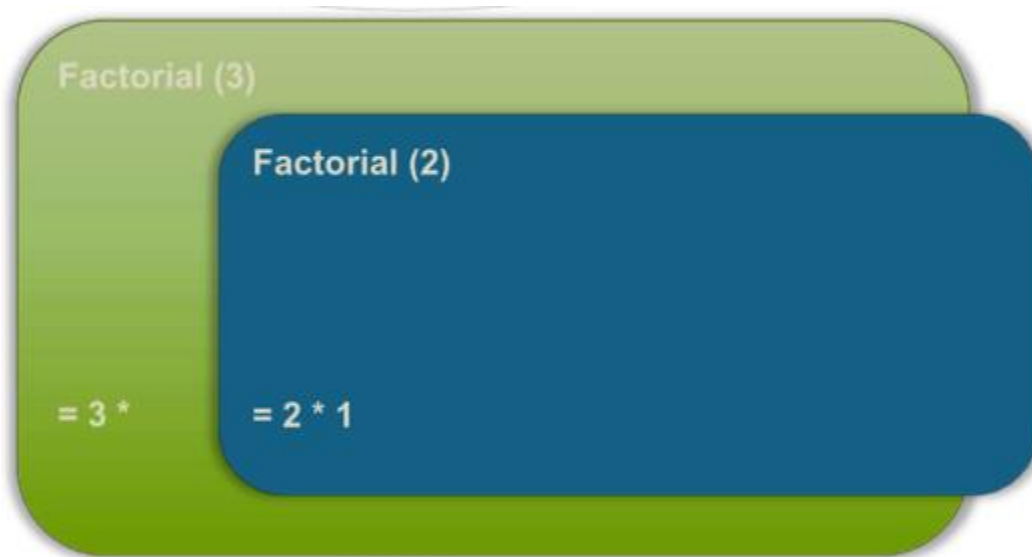 Factorial (3)
Factorial (2)
= 3 *
= 2 * 1